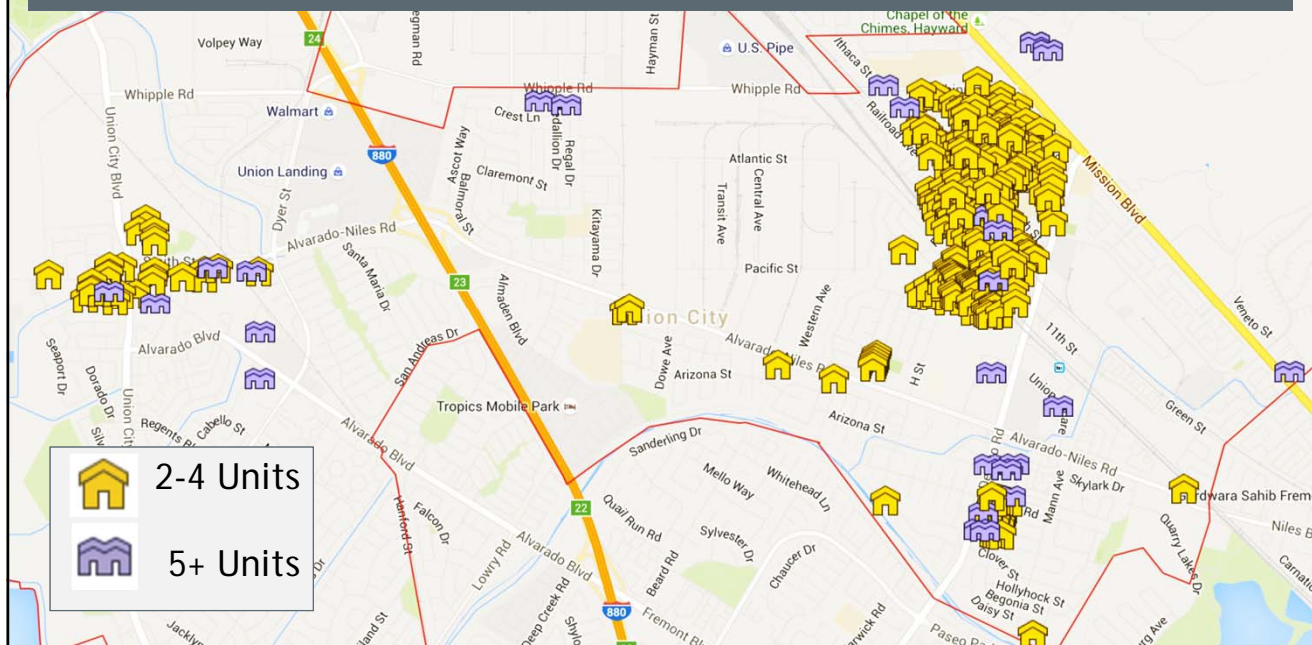 Chapel of the
Chimes, Hayward
24
Volpey Way
Hayman St
U.S. Pipe
Ithaca St
Whipple Rd
Whipple Rd
Whipple Rd
Walmart
Crest Ln
Railroad Ave
Union City Blvd
880
Ascot Way
Regal Dr
Atlantic St
Mission Blvd
Union Landing
Claremont St
Balmoral St
Transit Ave
Central Ave
Dyer St
Kitayama Dr
Alvarado-Niles Rd
Santa Maria Dr
Pacific St
23
Almaden Blvd
Western Ave
Veneto St
11th St
Alvarado Blvd
San Andreas Dr
Seaport Dr
Dorado Dr
Dowe Ave
Arizona St
H St
Tropics Mobile Park
Green St
Arizona St
Cabello St
Sanderling Dr
Alvarado-Niles Rd
Alvarado Blvd
2-4 Units
Mello Way
Whitehead Ln
Mann Ave
Skylark Dr
22
Hanford St
Falcon Dr
Quail Run Rd
Sylvester Dr
Quarry Lakes Dr
5+ Units
Lowry Rd
Alvarado Blvd
Beard Rd
Chaucer Dr
Clover St
Hollyhock St
Begonia St
Daisy St
Deep Creek Rd
880